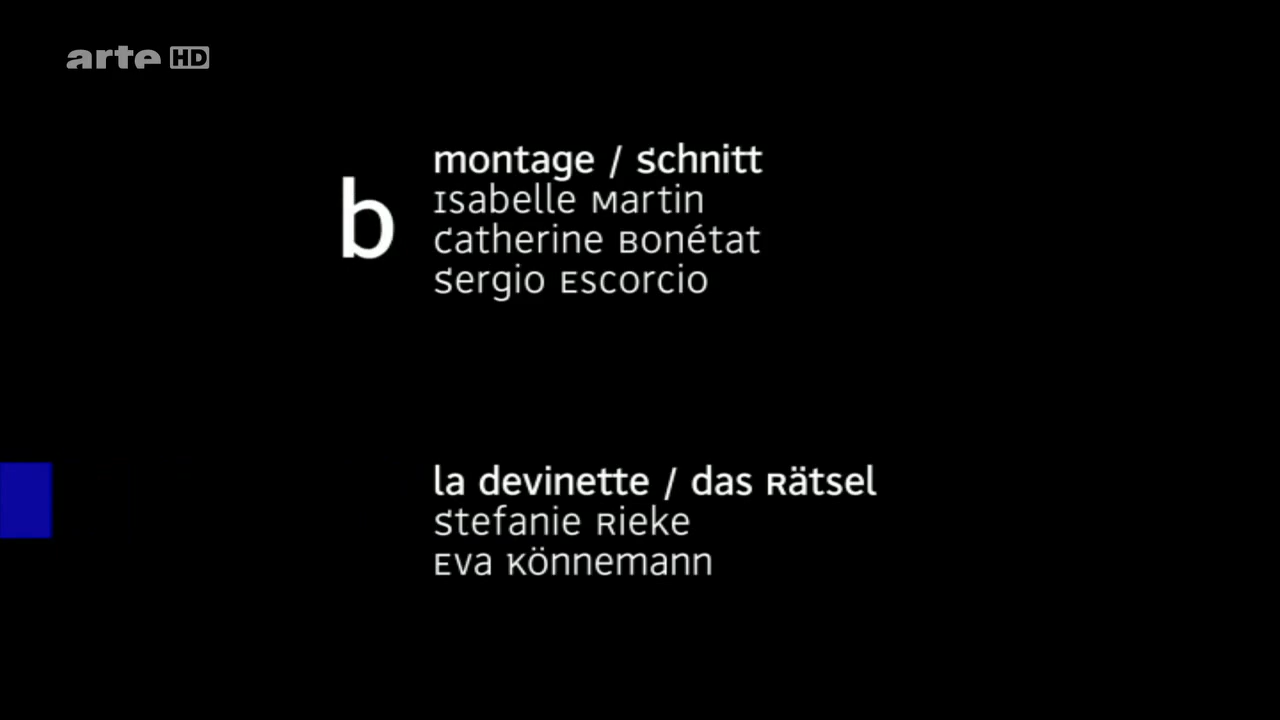 arte HD
montage / schnitt
b
Isabelle Martin
Catherine Bonétat
Sergio Escorcio
la devinette / das Rätsel
Stefanie Rieke
Eva Könnemann